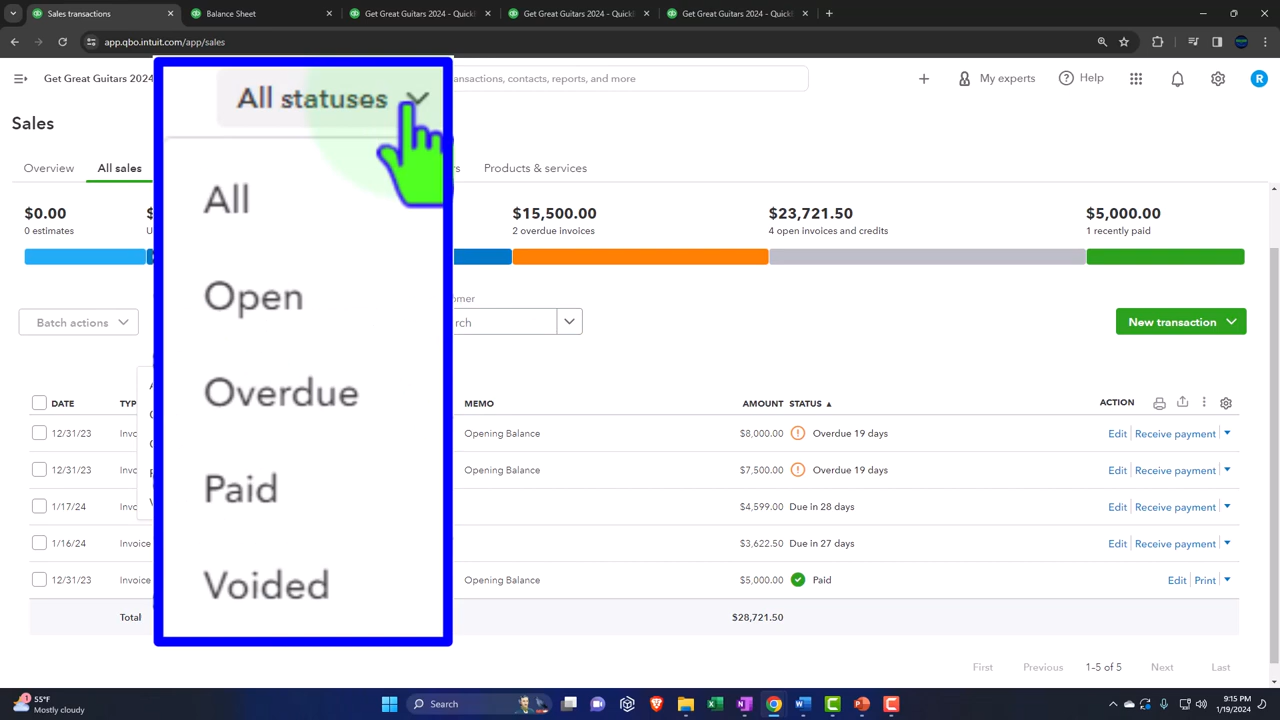 Sales transactions
Balance Sheet
Get Great Guitars 2024 - Quick
Get Great Guitars 2024 - Quick
Get Great Guitars 2024 - Quick
app.qbo.intuit.com/app/sales
Get Great Guitars 2024
ansactions, contacts, reports, and more
My experts
Help
R
Sales
Overview
All sales
Products & services
$0.00
0 estimates
$15,500.00
2 overdue invoices
$23,721.50
4 open invoices and credits
$5,000.00
1 recently paid
All statuses
All
Open
Overdue
Paid
Voided
Batch actions
omer
rch
New transaction
DATE TYP MEMO AMOUNT STATUS ACTION
12/31/23 Invoic Opening Balance $8,000.00 Overdue 19 days Edit Receive payment
12/31/23 Invoic Opening Balance $7,500.00 Overdue 19 days Edit Receive payment
1/17/24 Invoic $4,599.00 Due in 28 days Edit Receive payment
1/16/24 Invoice $3,622.50 Due in 27 days Edit Receive payment
12/31/23 Invoice Opening Balance $5,000.00 Paid Edit Print
Total $28,721.50
First Previous 1-5 of 5 Next Last
1
55°F
Mostly cloudy
Search
9:15 PM
1/19/2024